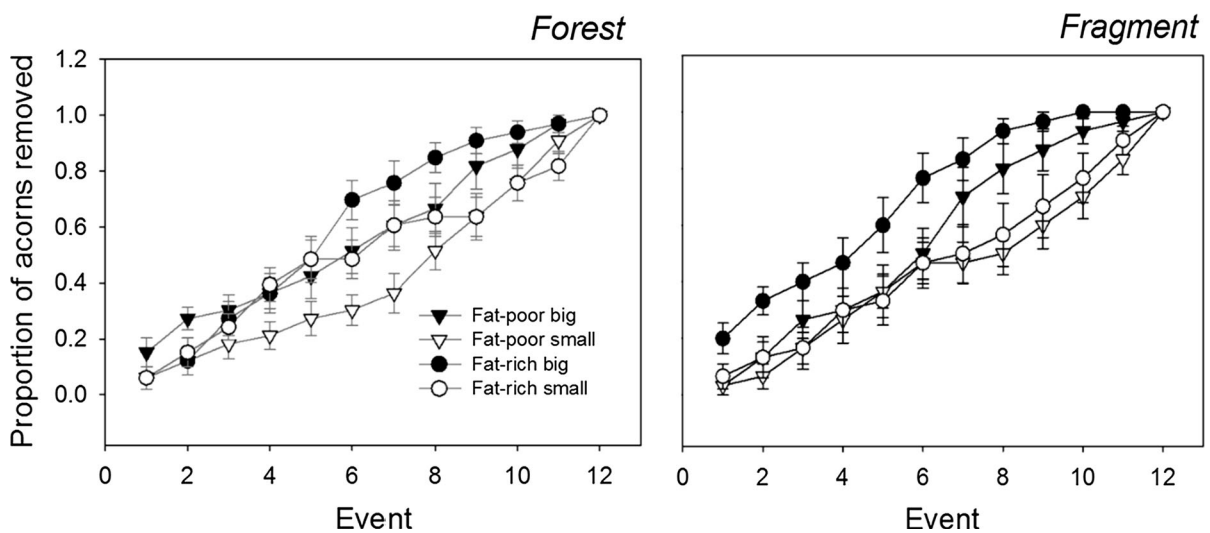 Forest
Fragment
Proportion of acorns removed
1.2
1.0
0.8
0.6
0.4
0.2
0.0
Fat-poor big
Fat-poor small
Fat-rich big
Fat-rich small
0 2 4 6 8 10 12
0 2 4 6 8 10 12
Event
Event